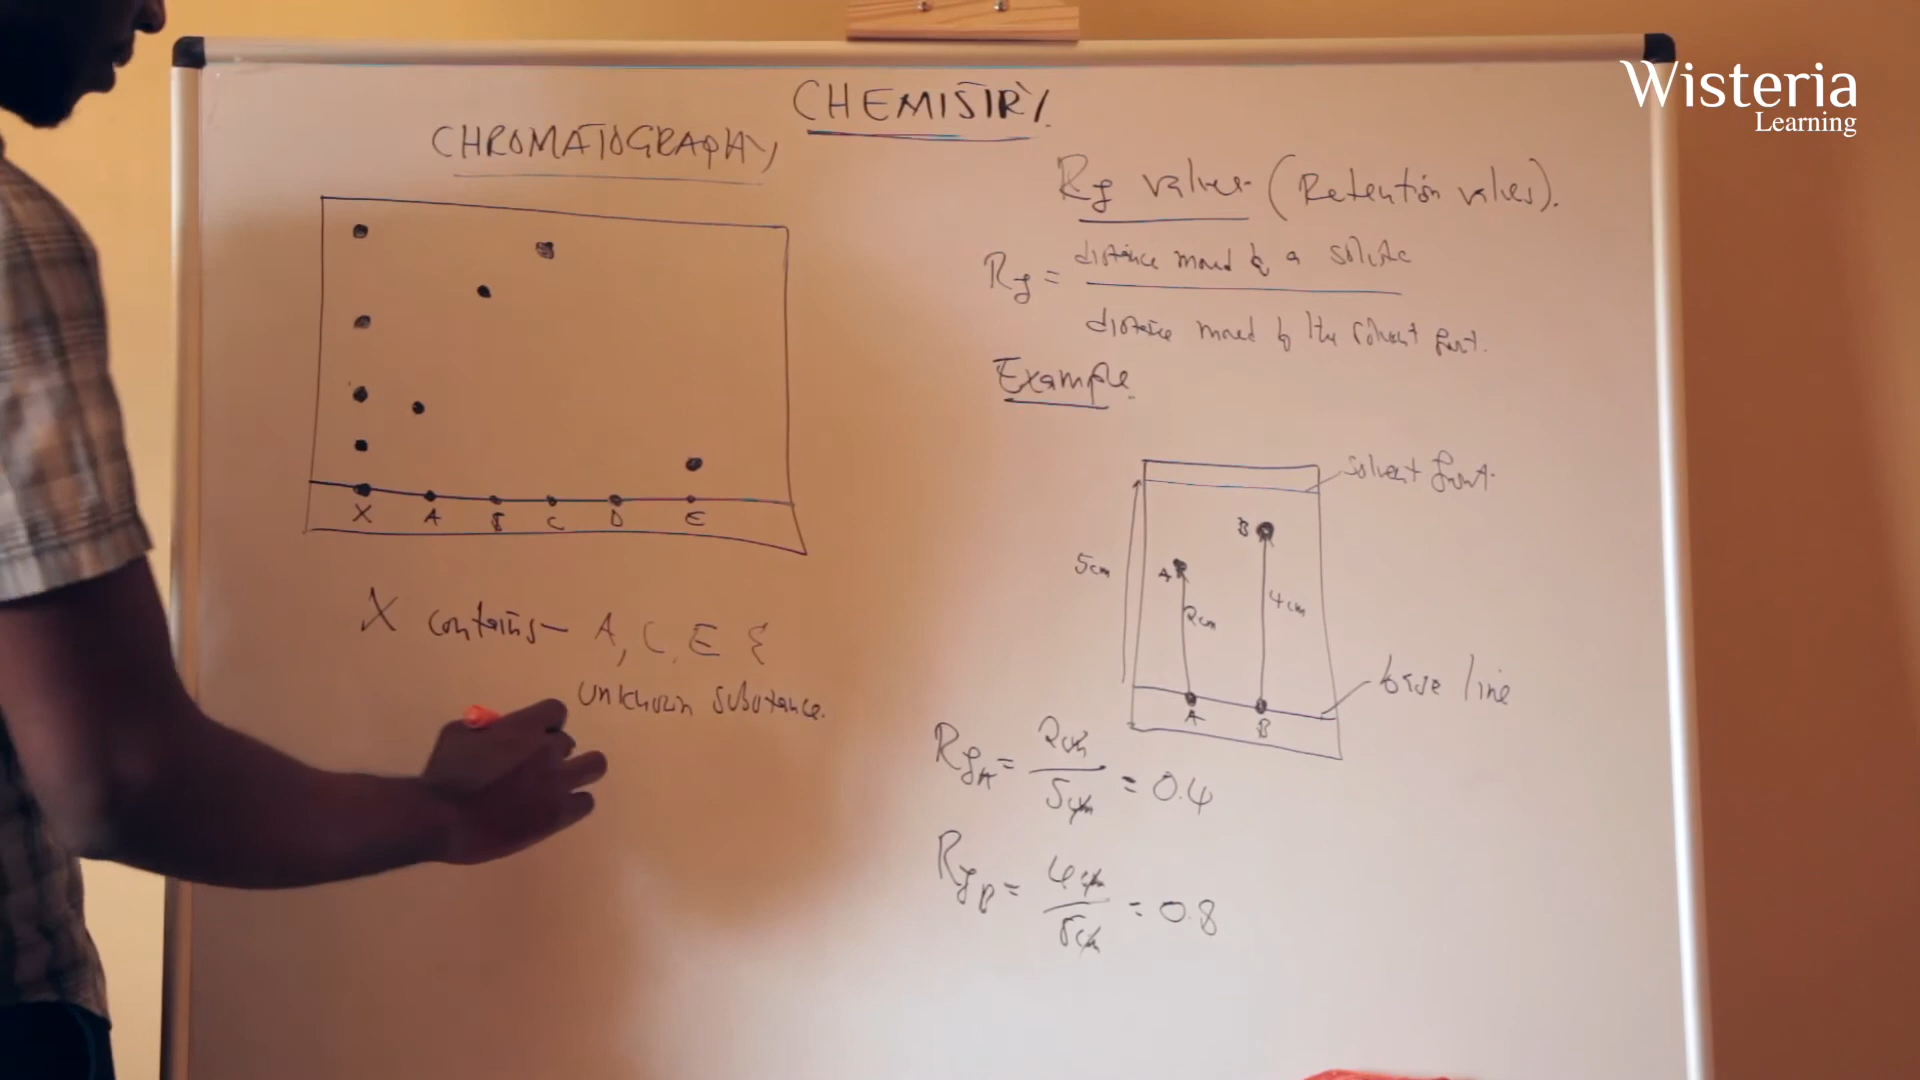 Wisteria
Learning
CHEMISTRY
CHROMATOGRAPHY
X A B C D E
X contains - A, C, E &
unknown substance.
Rf values (Retention values).
Rf = distance moved by a solute
distance moved by the solvent front.
Example
solvent front
B
A
5cm
2cm
4cm
base line
A B
RfA = 2cm
5cm
= 0.4
RfB = 4cm
5cm
= 0.8